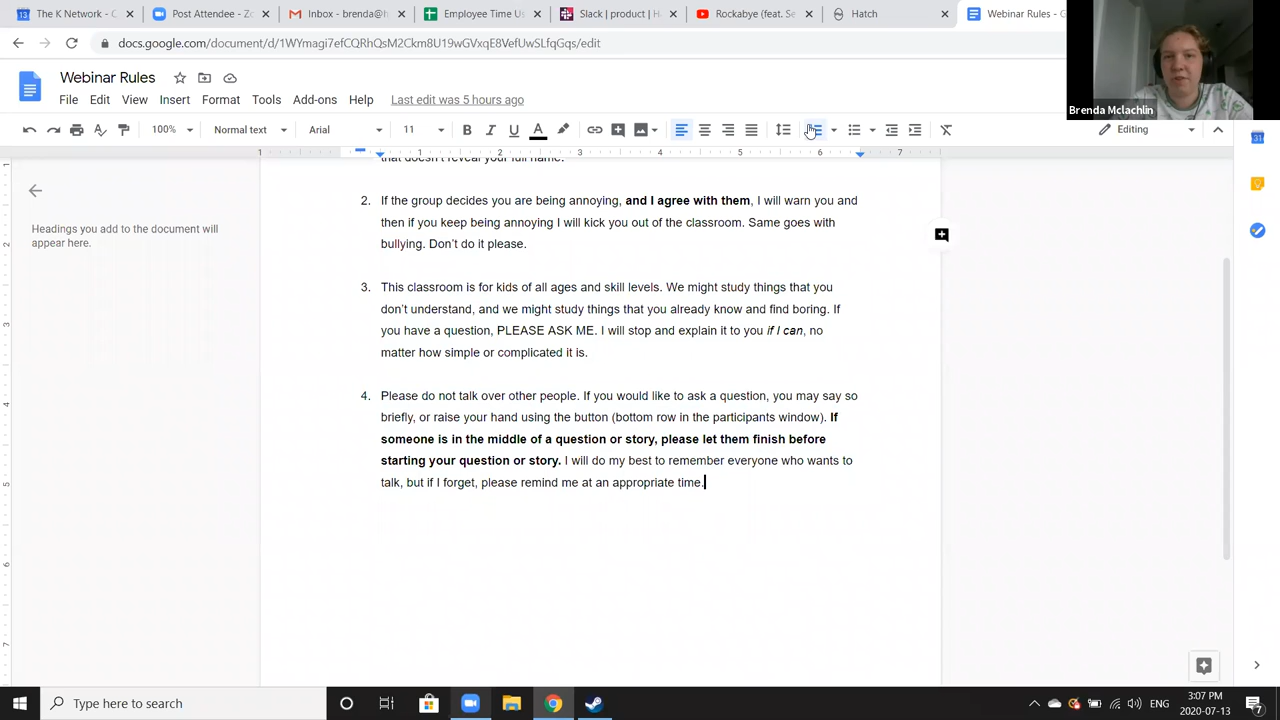 The K Network - C
Post Attendee - Zo
Inbox - brenda@h
Employee Time Us
Slack | product | H
Rockabye (feat. Se
Hatch
Webinar Rules - G
docs.google.com/document/d/1WYmagi7efCQRhQsM2Ckm8U19wGVxqE8VefUwSLfqGqs/edit
Webinar Rules
File Edit View Insert Format Tools Add-ons Help Last edit was 5 hours ago
Brenda Mclachlin
100% Normal text Arial 11 B I U A Editing
1 1 2 3 4 5 6 7
that doesn't reveal your full name.
Headings you add to the document will
appear here.
2. If the group decides you are being annoying, and I agree with them, I will warn you and
then if you keep being annoying I will kick you out of the classroom. Same goes with
bullying. Don't do it please.
3. This classroom is for kids of all ages and skill levels. We might study things that you
don't understand, and we might study things that you already know and find boring. If
you have a question, PLEASE ASK ME. I will stop and explain it to you if I can, no
matter how simple or complicated it is.
4. Please do not talk over other people. If you would like to ask a question, you may say so
briefly, or raise your hand using the button (bottom row in the participants window). If
someone is in the middle of a question or story, please let them finish before
starting your question or story. I will do my best to remember everyone who wants to
talk, but if I forget, please remind me at an appropriate time.
Type here to search
ENG
3:07 PM
2020-07-13
7